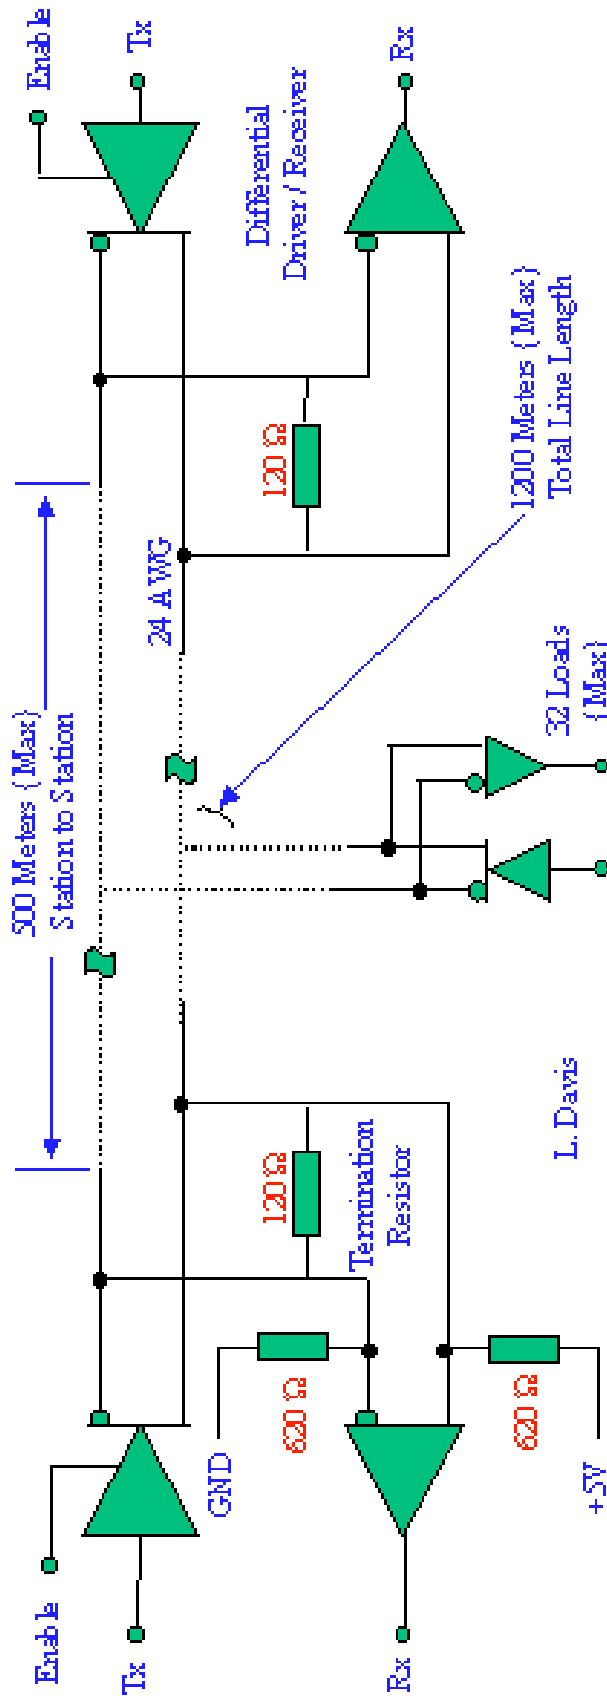 Enable
Tx
500 Meters {Max}
Station to Station
Enable
Tx
24 AWG
GND
620 Ω
120 Ω
Termination
Resistor
120 Ω
Differential
Driver / Receiver
Rx
620 Ω
+5V
L. Davis
32 Loads
{Max}
1200 Meters {Max}
Total Line Length
Rx